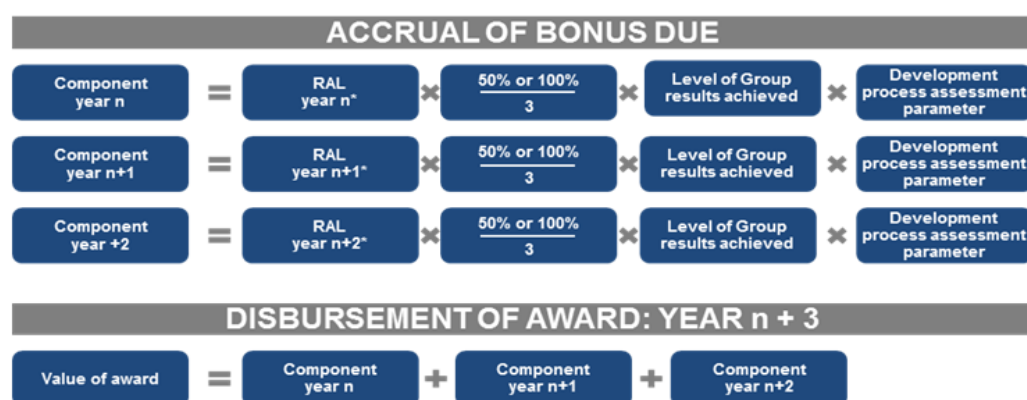 ACCRUAL OF BONUS DUE
Component
year n
=
RAL
year n*
×
50% or 100%
3
×
Level of Group
results achieved
×
Development
process assessment
parameter
Component
year n+1
=
RAL
year n+1*
×
50% or 100%
3
×
Level of Group
results achieved
×
Development
process assessment
parameter
Component
year +2
=
RAL
year n+2*
×
50% or 100%
3
×
Level of Group
results achieved
×
Development
process assessment
parameter
DISBURSEMENT OF AWARD: YEAR n + 3
Value of award
=
Component
year n
+
Component
year n+1
+
Component
year n+2